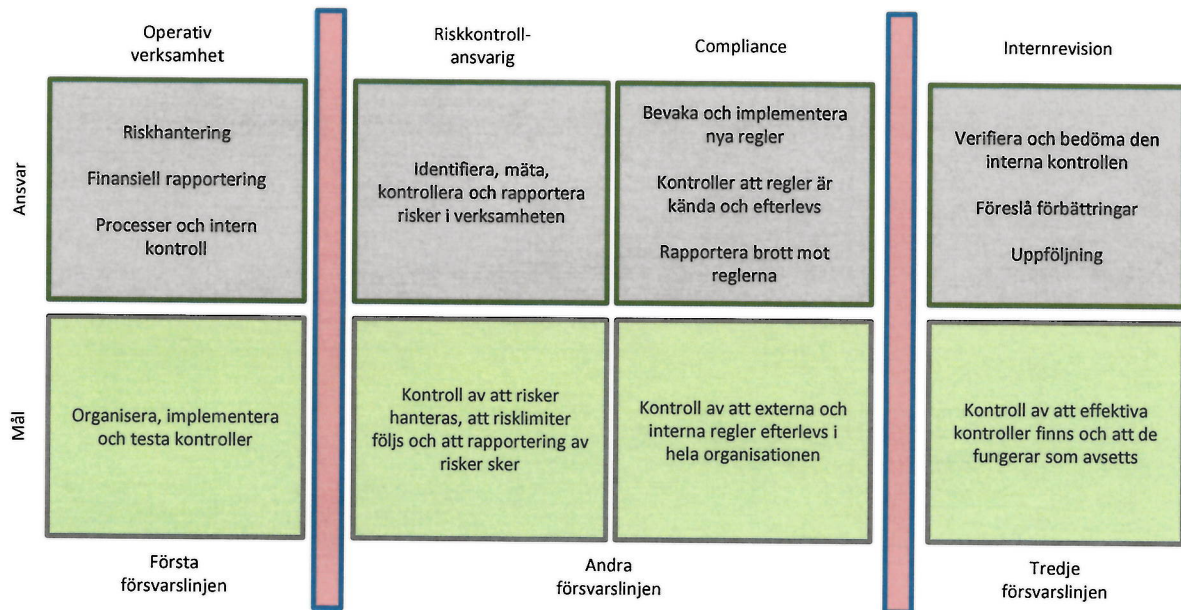 Operativ
verksamhet
Riskkontroll-
ansvarig
Compliance
Internrevision
Ansvar
Riskhantering
Finansiell rapportering
Processer och intern
kontroll
Identifiera, mäta,
kontrollera och rapportera
risker i verksamheten
Bevaka och implementera
nya regler
Kontroller att regler är
kända och efterlevs
Rapportera brott mot
reglerna
Verifiera och bedöma den
interna kontrollen
Föreslå förbättringar
Uppföljning
Mål
Organisera, implementera
och testa kontroller
Kontroll av att risker
hanteras, att risklimiter
följs och att rapportering av
risker sker
Kontroll av att externa och
interna regler efterlevs i
hela organisationen
Kontroll av att effektiva
kontroller finns och att de
fungerar som avsetts
Första
försvarslinjen
Andra
försvarslinjen
Tredje
försvarslinjen